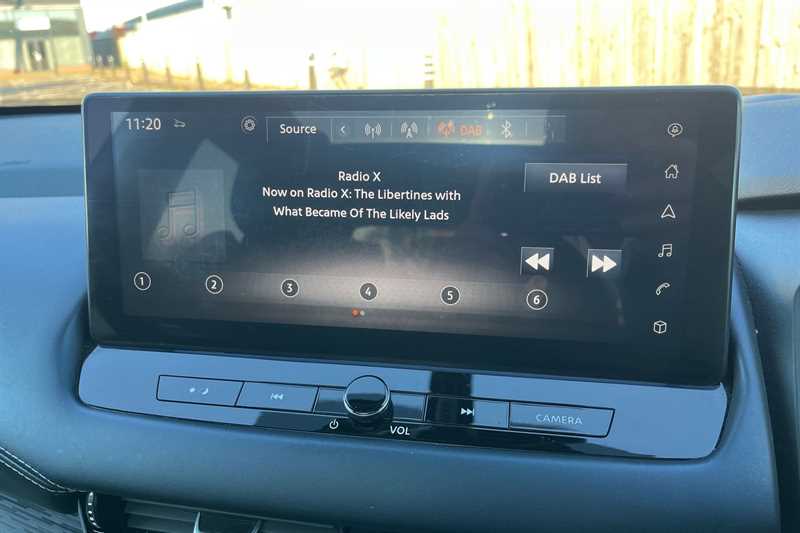 11:20
Source
DAB
Radio X
Now on Radio X: The Libertines with
What Became Of The Likely Lads
DAB List
1 2 3 4 5 6
VOL
CAMERA